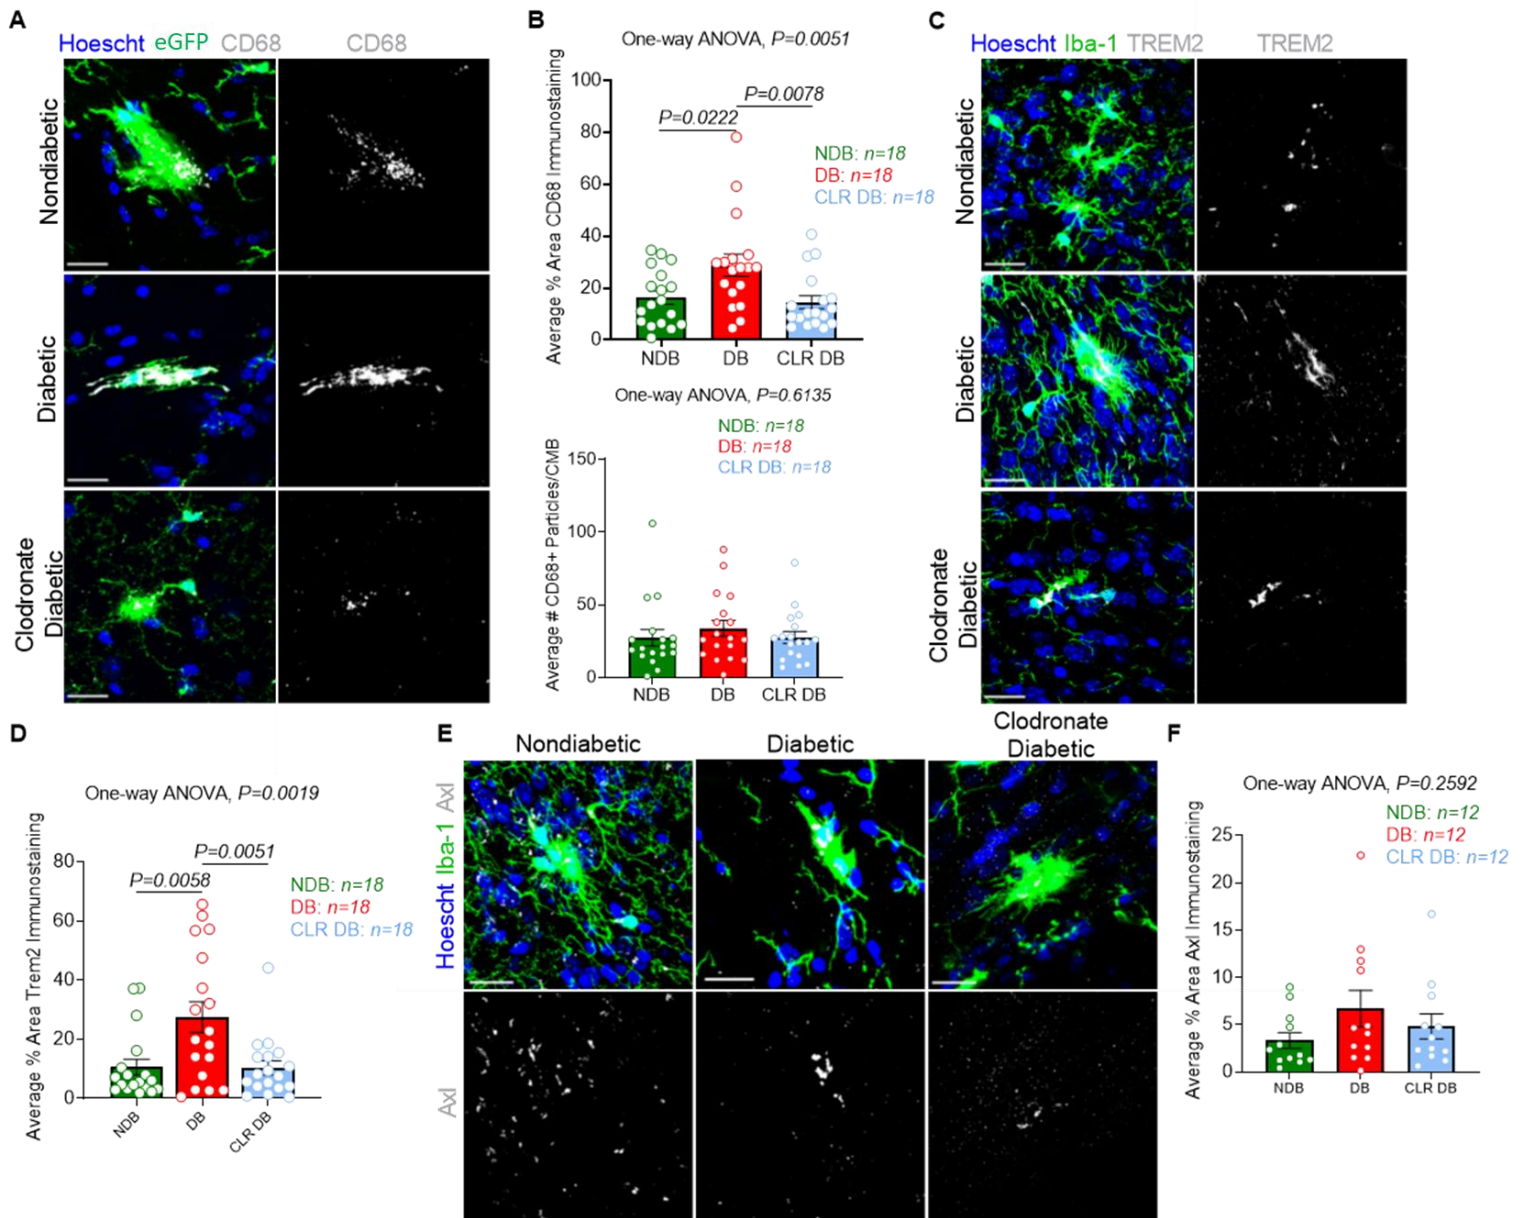 A
Hoescht eGFP CD68 CD68
Nondiabetic
Diabetic
Clodronate
Diabetic
B
One-way ANOVA, P=0.0051
P=0.0078
P=0.0222
NDB: n=18
DB: n=18
CLR DB: n=18
Average % Area CD68 Immunostaining
100
80
60
40
20
0
NDB DB CLR DB
One-way ANOVA, P=0.6135
NDB: n=18
DB: n=18
CLR DB: n=18
Average # CD68+ Particles/CMB
150
100
50
0
NDB DB CLR DB
C
Hoescht Iba-1 TREM2 TREM2
Nondiabetic
Diabetic
Clodronate
Diabetic
D
One-way ANOVA, P=0.0019
P=0.0051
P=0.0058
NDB: n=18
DB: n=18
CLR DB: n=18
Average % Area Trem2 Immunostaining
80
60
40
20
0
NDB DB CLR DB
E
Nondiabetic Diabetic Clodronate
Diabetic
Hoescht Iba-1 Axl
Axl
F
One-way ANOVA, P=0.2592
NDB: n=12
DB: n=12
CLR DB: n=12
Average % Area Axl Immunostaining
25
20
15
10
5
0
NDB DB CLR DB